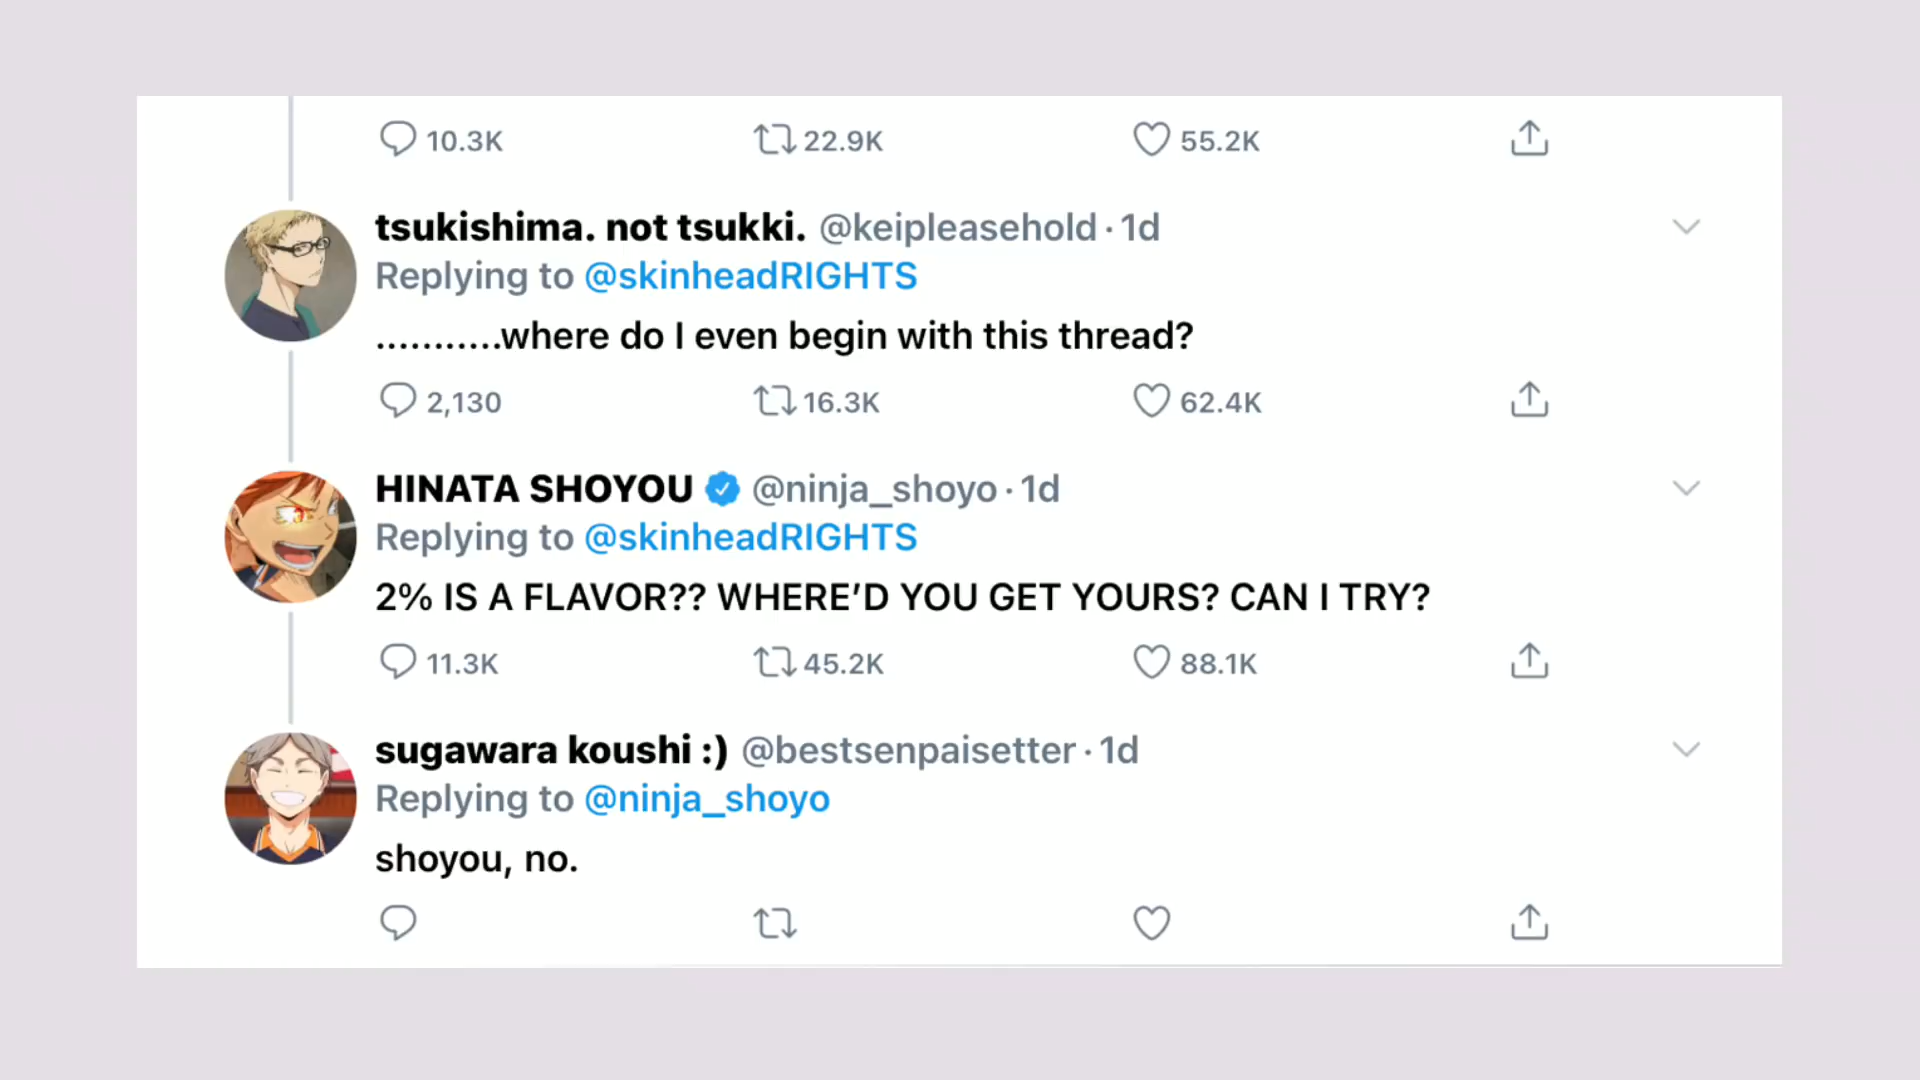 10.3K 22.9K 55.2K
tsukishima. not tsukki. @keipleasehold · 1d
Replying to @skinheadRIGHTS
...........where do I even begin with this thread?
2,130 16.3K 62.4K
HINATA SHOYOU @ninja_shoyo · 1d
Replying to @skinheadRIGHTS
2% IS A FLAVOR?? WHERE’D YOU GET YOURS? CAN I TRY?
11.3K 45.2K 88.1K
sugawara koushi :) @bestsenpaisetter · 1d
Replying to @ninja_shoyo
shoyou, no.